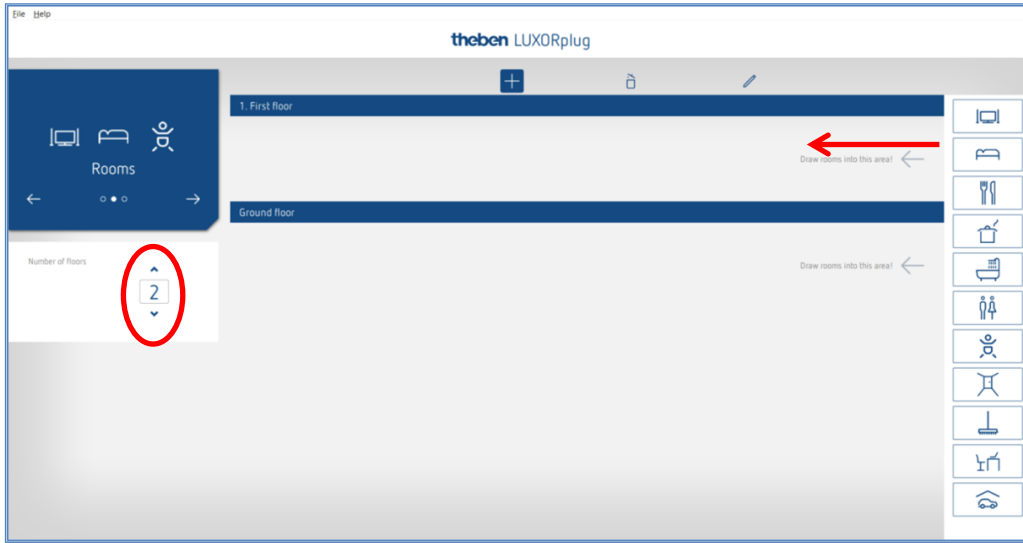 File Help
theben LUXORplug
1. First floor
Draw rooms into this area!
Rooms
Ground floor
Number of floors
2
Draw rooms into this area!